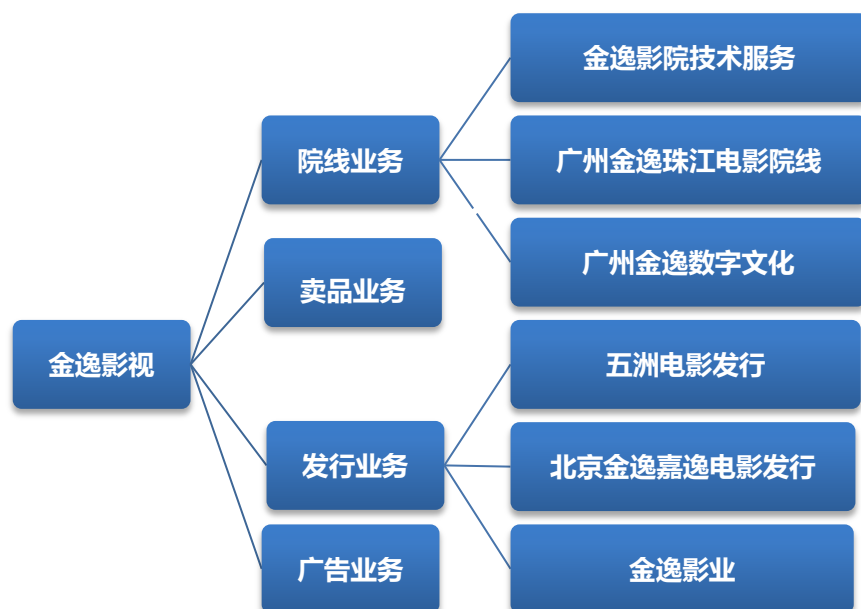 金逸影视
院线业务
金逸影院技术服务
广州金逸珠江电影院线
广州金逸数字文化
卖品业务
发行业务
五洲电影发行
北京金逸嘉逸电影发行
金逸影业
广告业务